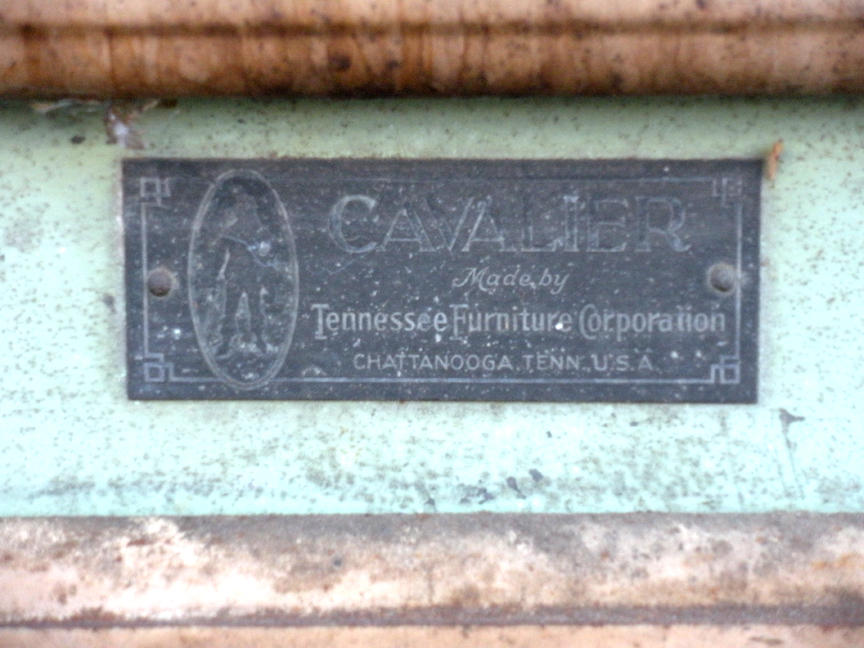 CAVALIER
Made by
Tennessee Furniture Corporation
CHATTANOOGA, TENN., U.S.A.